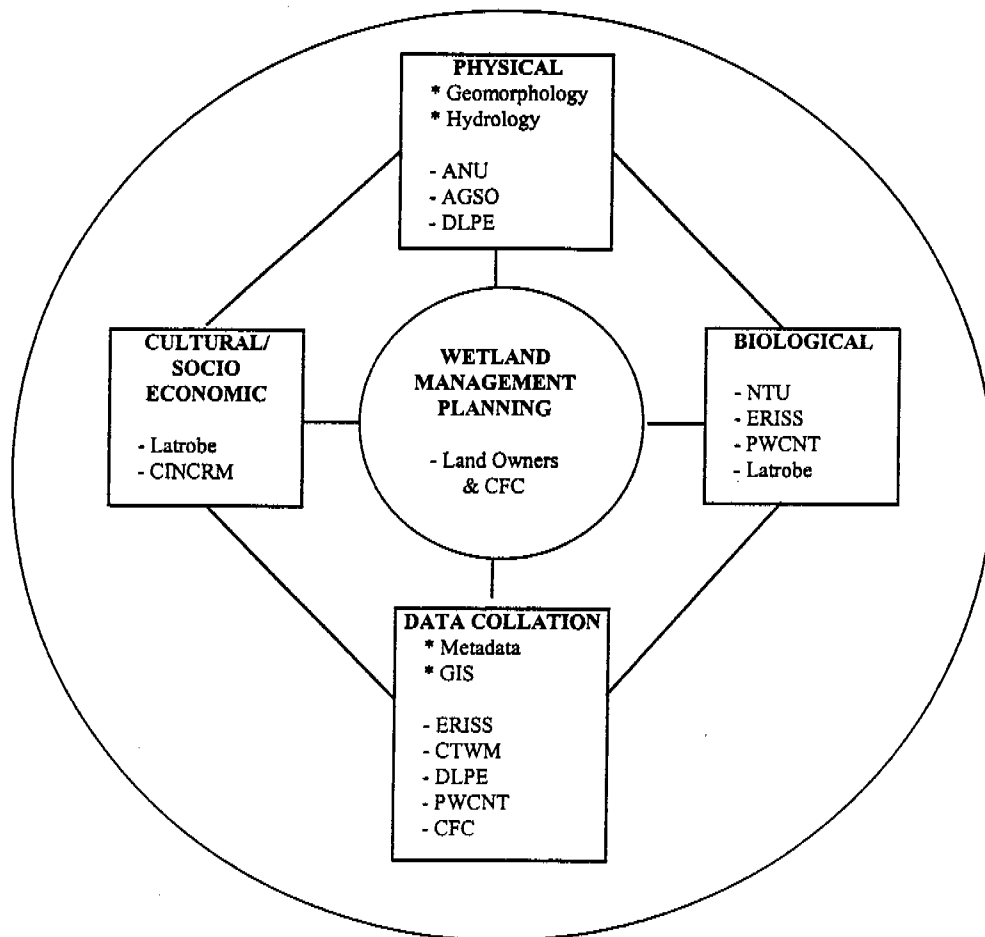 PHYSICAL
* Geomorphology
* Hydrology
- ANU
- AGSO
- DLPE
CULTURAL/
SOCIO
ECONOMIC
- Latrobe
- CINCRM
WETLAND
MANAGEMENT
PLANNING
- Land Owners
& CFC
BIOLOGICAL
- NTU
- ERISS
- PWCNT
- Latrobe
DATA COLLATION
* Metadata
* GIS
- ERISS
- CTWM
- DLPE
- PWCNT
- CFC